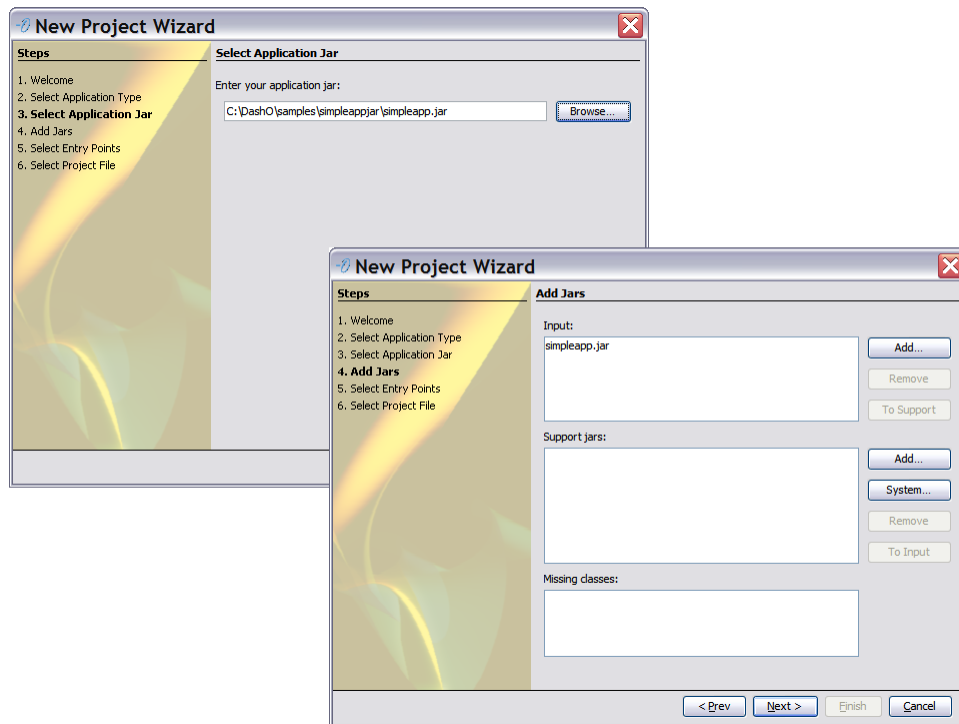 New Project Wizard
Steps
1. Welcome
2. Select Application Type
3. Select Application Jar
4. Add Jars
5. Select Entry Points
6. Select Project File
Select Application Jar
Enter your application jar:
C:\DashO\samples\simpleappjar\simpleapp.jar
Browse...
New Project Wizard
Steps
1. Welcome
2. Select Application Type
3. Select Application Jar
4. Add Jars
5. Select Entry Points
6. Select Project File
Add Jars
Input:
simpleapp.jar
Add...
Remove
To Support
Support jars:
Add...
System...
Remove
To Input
Missing classes:
< Prev
Next >
Finish
Cancel